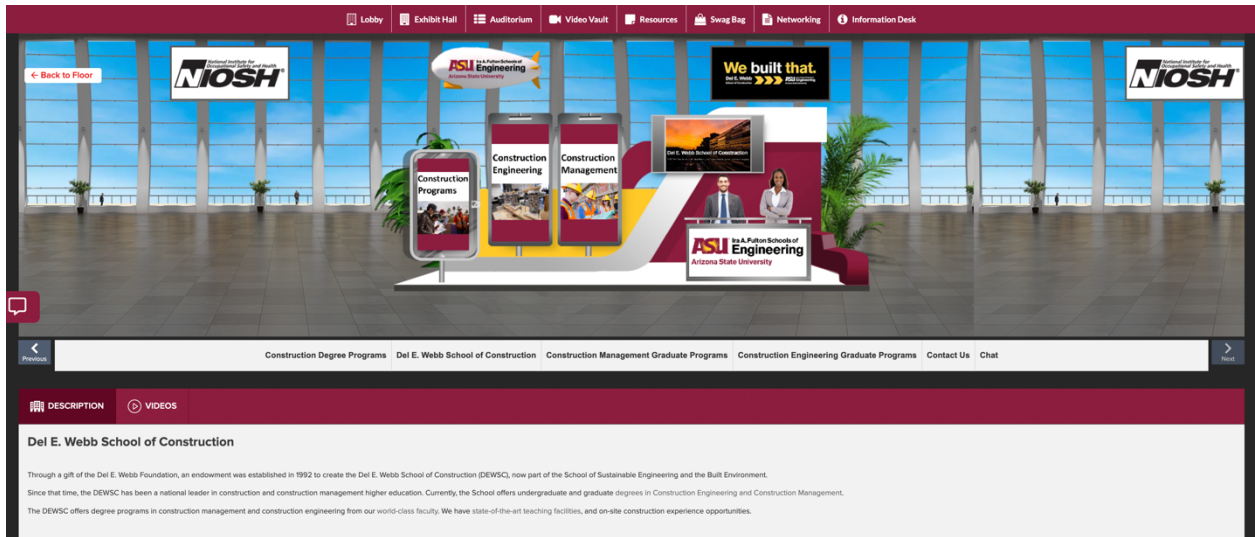 Lobby
Exhibit Hall
Auditorium
Video Vault
Resources
Swag Bag
Networking
Information Desk
← Back to Floor
National Institute for
Occupational Safety and Health
NIOSH
ASU Ira A. Fulton Schools of
Engineering
Arizona State University
We built that.
Del E. Webb
School of Construction
ASU Engineering
National Institute for
Occupational Safety and Health
NIOSH
Construction
Programs
Construction
Engineering
Construction
Management
Del E. Webb School of Construction
ASU Ira A. Fulton Schools of
Engineering
Arizona State University
Previous
Construction Degree Programs
Del E. Webb School of Construction
Construction Management Graduate Programs
Construction Engineering Graduate Programs
Contact Us
Chat
Next
DESCRIPTION
VIDEOS
Del E. Webb School of Construction
Through a gift of the Del E. Webb Foundation, an endowment was established in 1992 to create the Del E. Webb School of Construction (DEWSC), now part of the School of Sustainable Engineering and the Built Environment.
Since that time, the DEWSC has been a national leader in construction and construction management higher education. Currently, the School offers undergraduate and graduate degrees in Construction Engineering and Construction Management.
The DEWSC offers degree programs in construction management and construction engineering from our world-class faculty. We have state-of-the-art teaching facilities, and on-site construction experience opportunities.